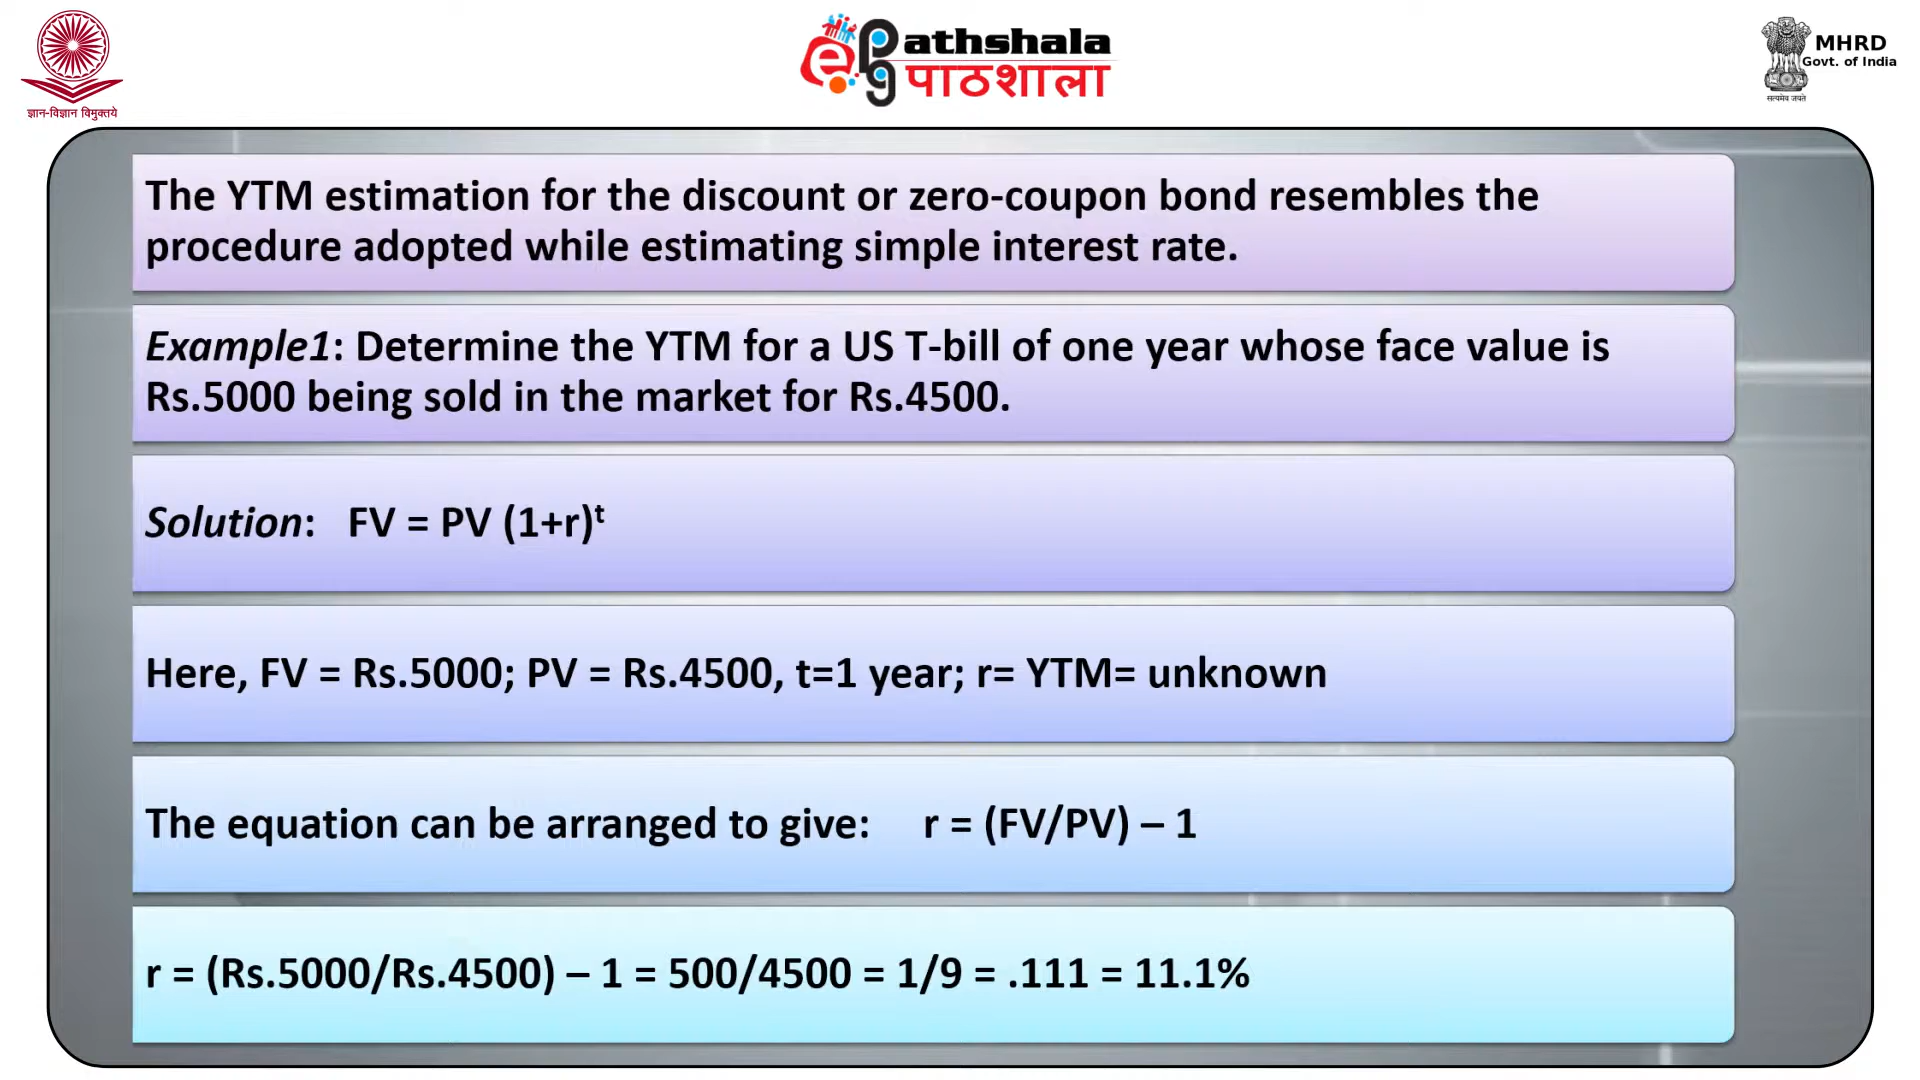 ज्ञान-विज्ञान विमुक्तये
e pg athshala
पाठशाला
MHRD
Govt. of India
सत्यमेव जयते
The YTM estimation for the discount or zero-coupon bond resembles the
procedure adopted while estimating simple interest rate.
Example1: Determine the YTM for a US T-bill of one year whose face value is
Rs.5000 being sold in the market for Rs.4500.
Solution: FV = PV (1+r)ᵗ
Here, FV = Rs.5000; PV = Rs.4500, t=1 year; r= YTM= unknown
The equation can be arranged to give: r = (FV/PV) – 1
r = (Rs.5000/Rs.4500) – 1 = 500/4500 = 1/9 = .111 = 11.1%